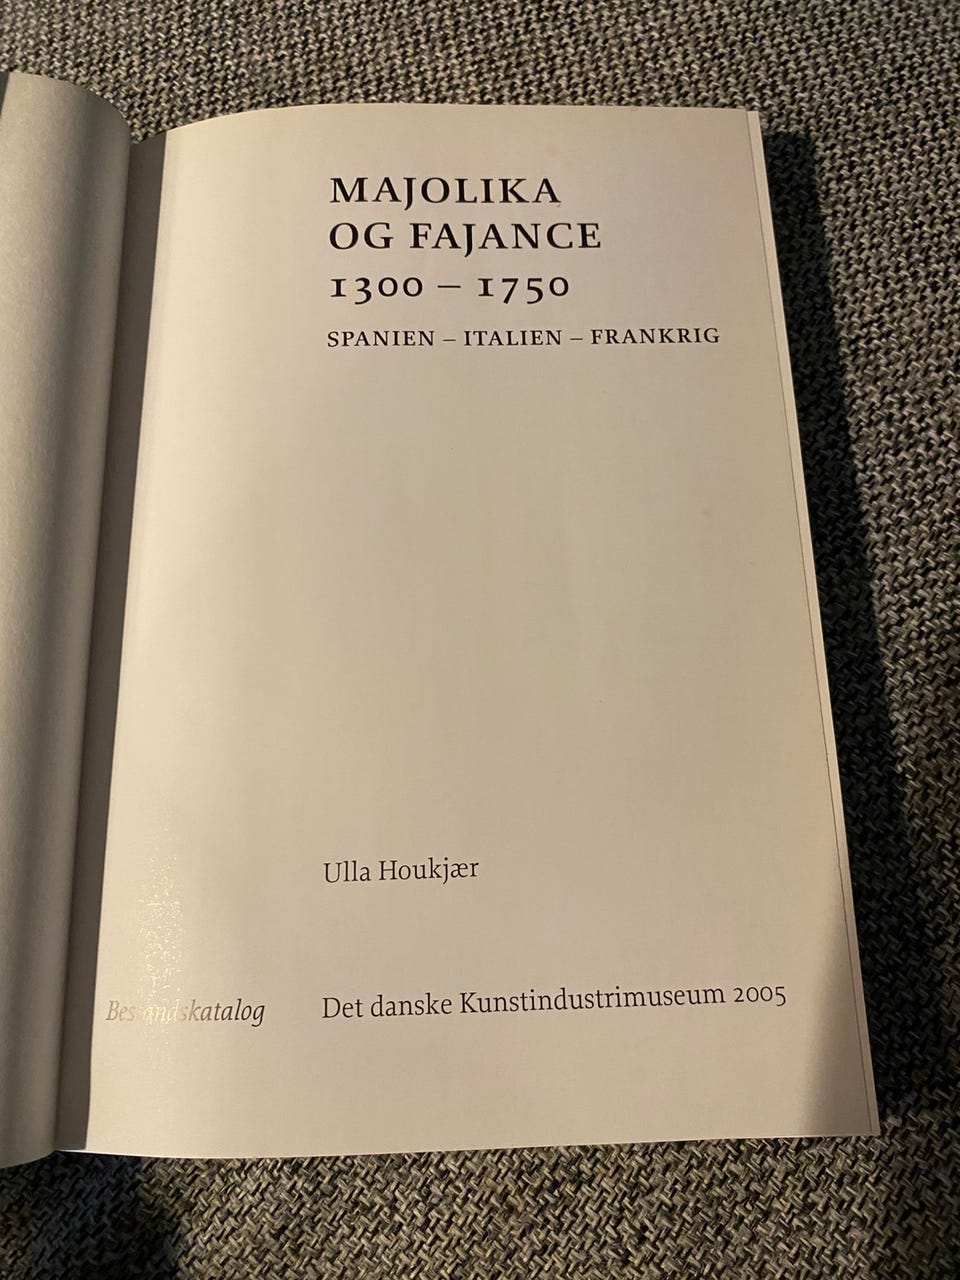 MAJOLIKA
OG FAJANCE
1300 – 1750
SPANIEN – ITALIEN – FRANKRIG
Ulla Houkjær
Bestandskatalog
Det danske Kunstindustrimuseum 2005